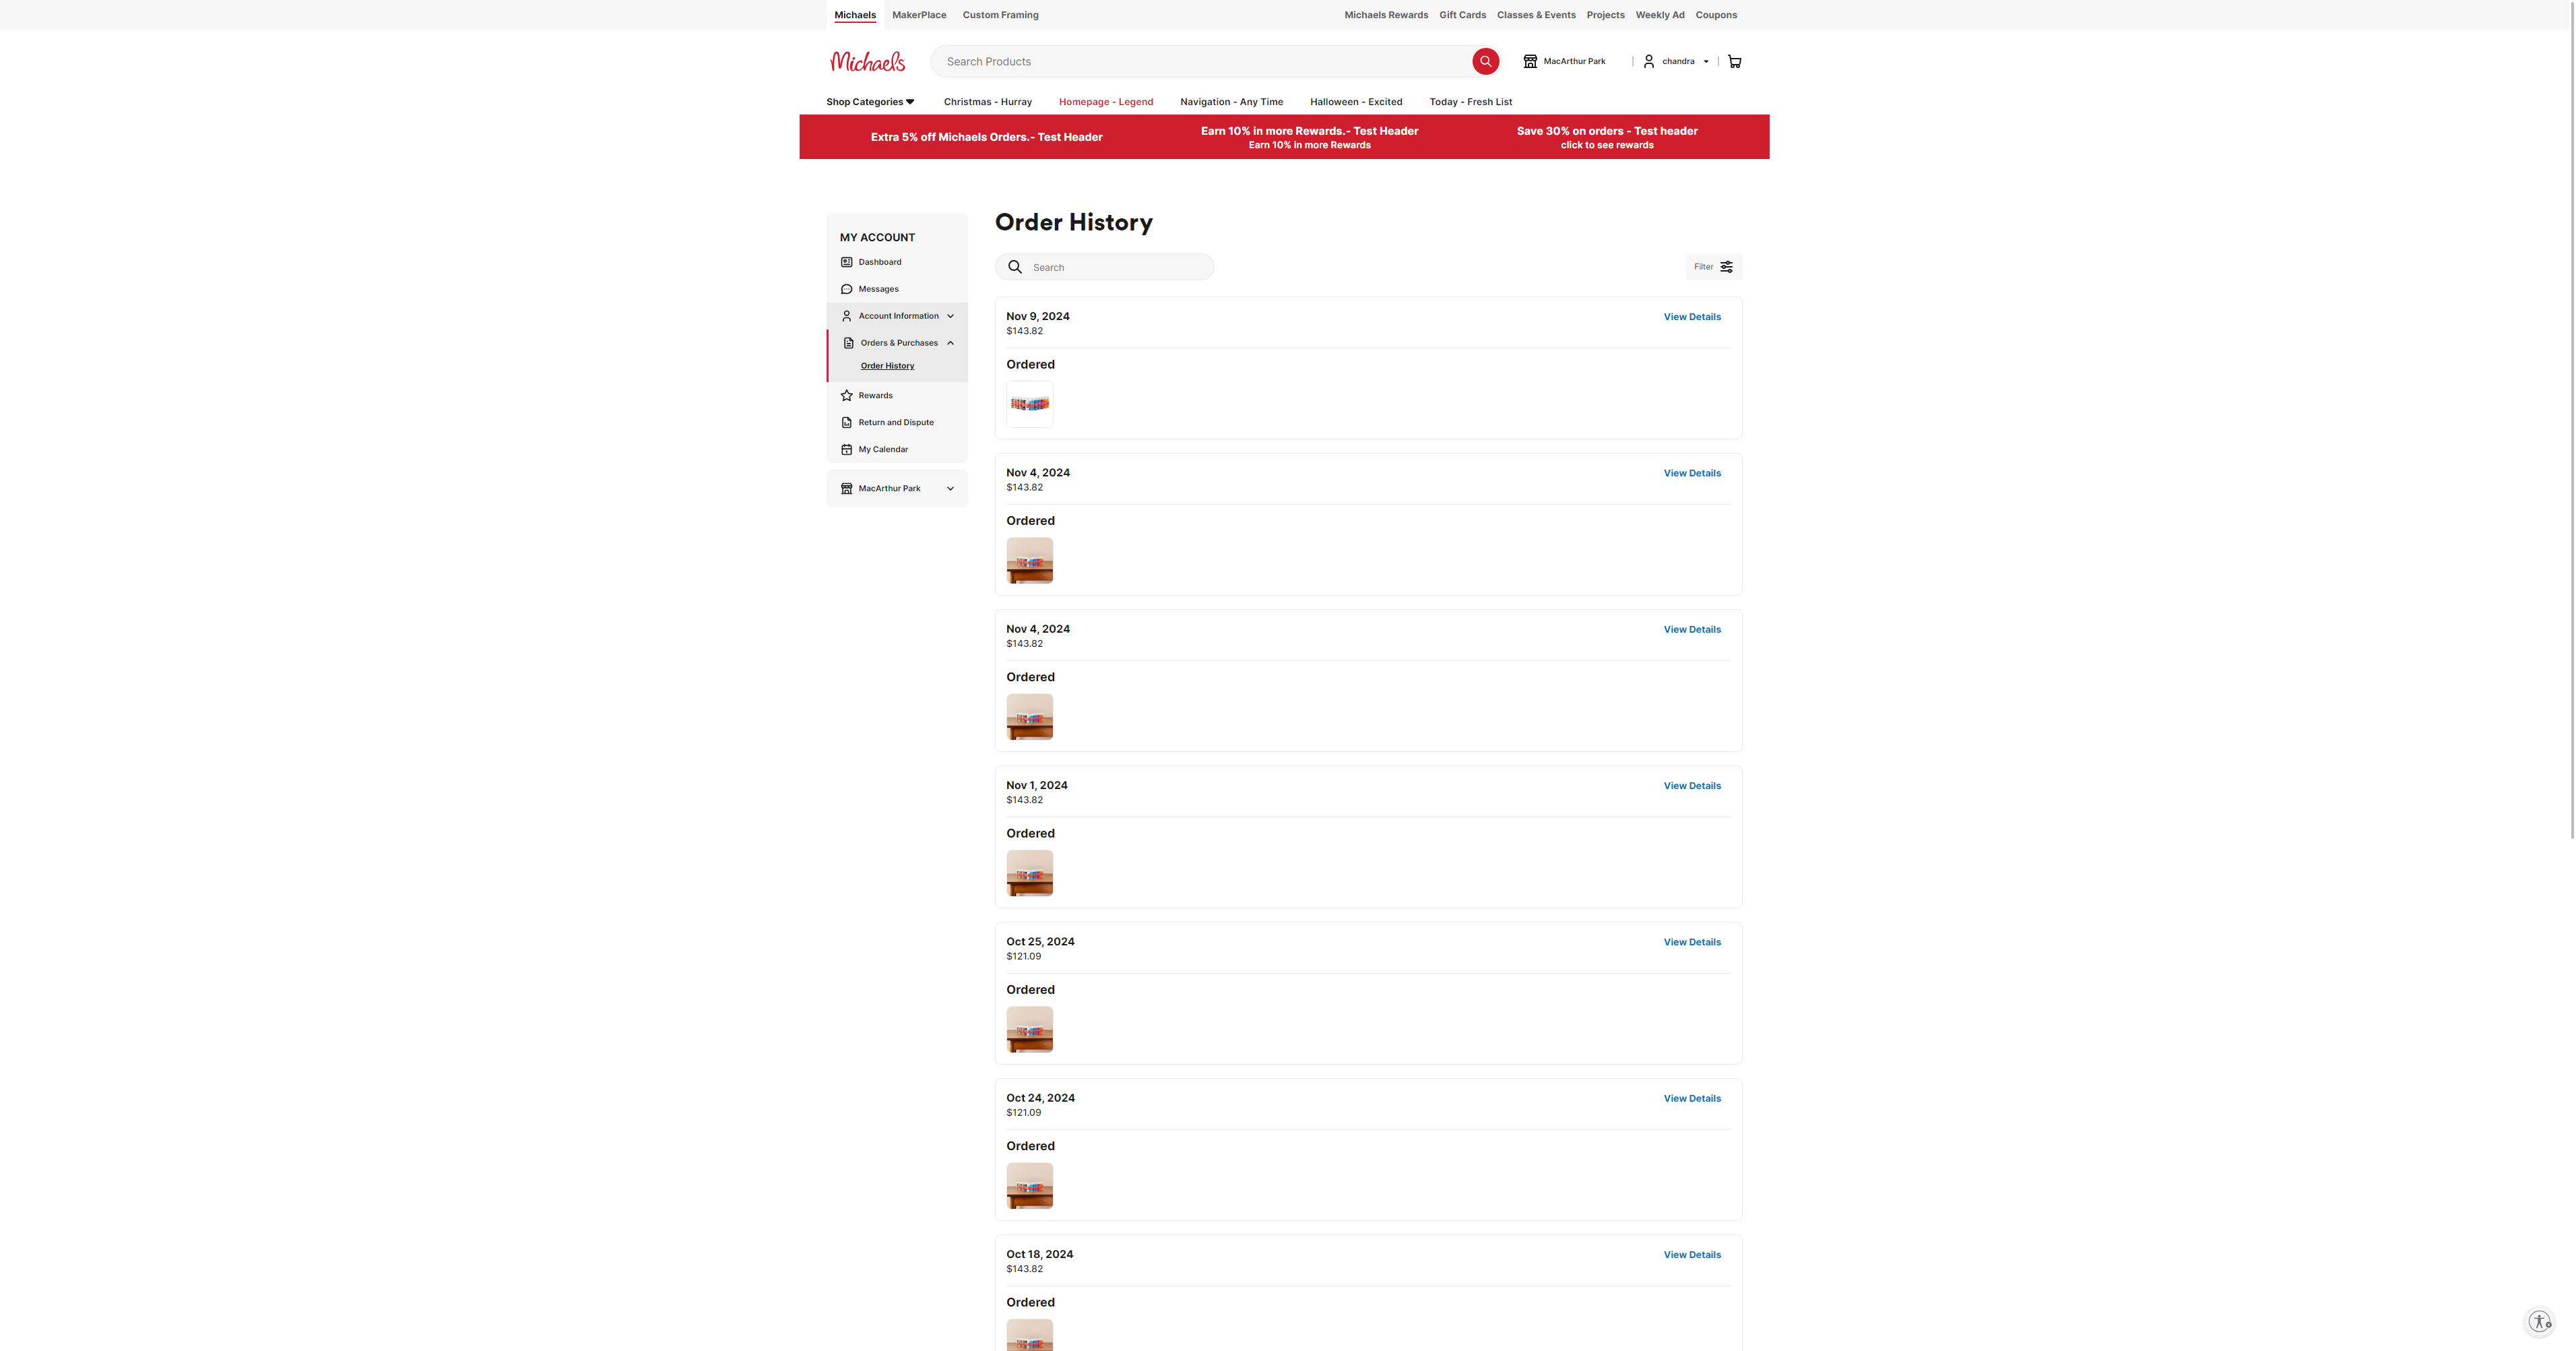 Michaels MakerPlace Custom Framing Michaels Rewards Gift Cards Classes & Events Projects Weekly Ad Coupons
Michaels Search Products MacArthur Park | chandra |
Shop Categories Christmas - Hurray Homepage - Legend Navigation - Any Time Halloween - Excited Today - Fresh List
Extra 5% off Michaels Orders.- Test Header
Earn 10% in more Rewards.- Test Header
Earn 10% in more Rewards
Save 30% on orders - Test header
click to see rewards
MY ACCOUNT
Dashboard
Messages
Account Information
Orders & Purchases
Order History
Rewards
Return and Dispute
My Calendar
MacArthur Park
Order History
Search Filter
Nov 9, 2024 View Details
$143.82
Ordered
Nov 4, 2024 View Details
$143.82
Ordered
Nov 4, 2024 View Details
$143.82
Ordered
Nov 1, 2024 View Details
$143.82
Ordered
Oct 25, 2024 View Details
$121.09
Ordered
Oct 24, 2024 View Details
$121.09
Ordered
Oct 18, 2024 View Details
$143.82
Ordered